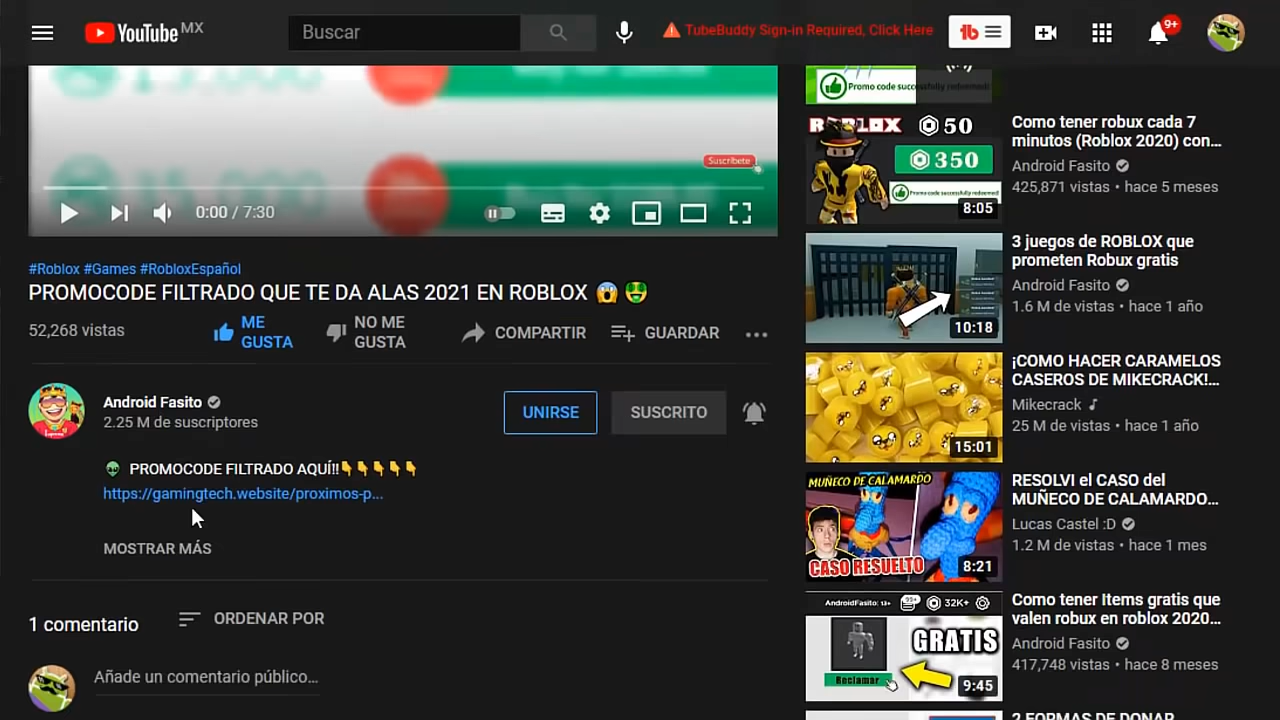 YouTube MX
Buscar
TubeBuddy Sign-in Required, Click Here
9+
Suscríbete
0:00 / 7:30
#Roblox #Games #RobloxEspañol
PROMOCODE FILTRADO QUE TE DA ALAS 2021 EN ROBLOX 😱 🤑
52,268 vistas
ME GUSTA
NO ME GUSTA
COMPARTIR
GUARDAR
Android Fasito
2.25 M de suscriptores
UNIRSE
SUSCRITO
👽 PROMOCODE FILTRADO AQUÍ!!👇👇👇👇👇
https://gamingtech.website/proximos-p...
MOSTRAR MÁS
1 comentario
ORDENAR POR
Añade un comentario público...
Promo code successfully redeemed!
ROBLOX
50
350
Promo code successfully redeemed!
8:05
Como tener robux cada 7
minutos (Roblox 2020) con...
Android Fasito
425,871 vistas • hace 5 meses
10:18
3 juegos de ROBLOX que
prometen Robux gratis
Android Fasito
1.6 M de vistas • hace 1 año
15:01
¡COMO HACER CARAMELOS
CASEROS DE MIKECRACK!...
Mikecrack
25 M de vistas • hace 1 año
MUÑECO DE CALAMARDO
CASO RESUELTO
8:21
RESOLVI el CASO del
MUÑECO DE CALAMARDO...
Lucas Castel :D
1.2 M de vistas • hace 1 mes
AndroidFasito: 13+
99+
32K+
GRATIS
Reclamar
9:45
Como tener Items gratis que
valen robux en roblox 2020...
Android Fasito
417,748 vistas • hace 8 meses
2 FORMAS DE DONAR